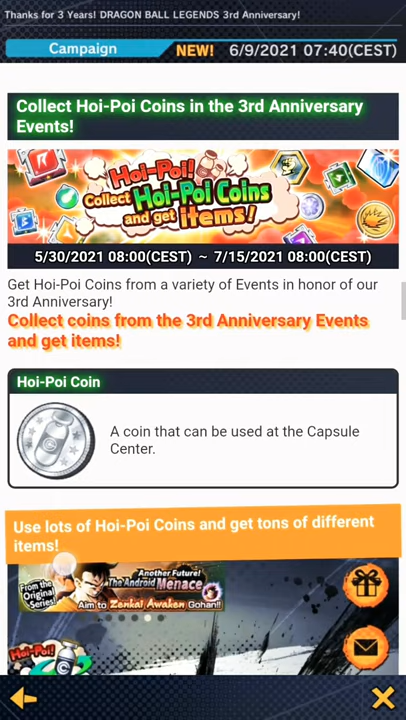 Thanks for 3 Years! DRAGON BALL LEGENDS 3rd Anniversary!
Campaign NEW! 6/9/2021 07:40(CEST)
Collect Hoi-Poi Coins in the 3rd Anniversary
Events!
Hoi-Poi!
Collect Hoi-Poi Coins
and get items!
5/30/2021 08:00(CEST) ~ 7/15/2021 08:00(CEST)
Get Hoi-Poi Coins from a variety of Events in honor of our
3rd Anniversary!
Collect coins from the 3rd Anniversary Events
and get items!
Hoi-Poi Coin
A coin that can be used at the Capsule
Center.
Use lots of Hoi-Poi Coins and get tons of different
items!
From the
Original
Series!
Another Future!
The Android Menace
Aim to Zenkai Awaken Gohan!!
Hoi-Poi!